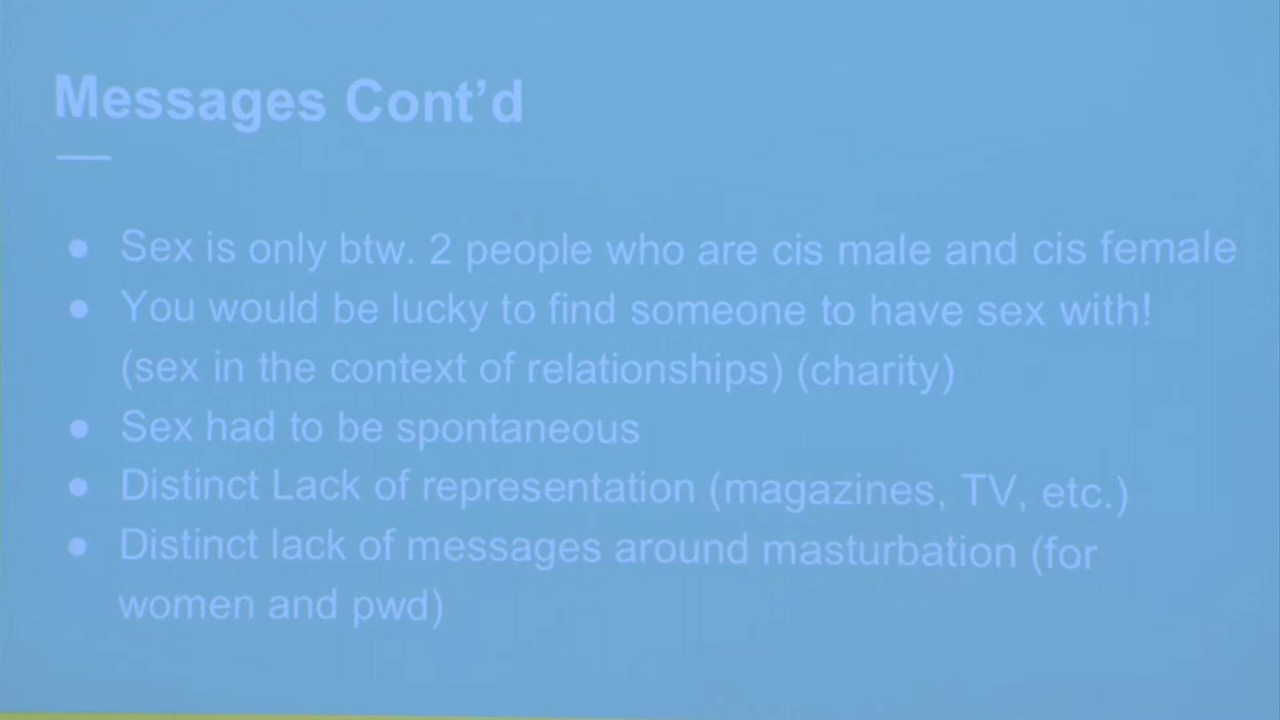 Messages Cont’d
● Sex is only btw. 2 people who are cis male and cis female
● You would be lucky to find someone to have sex with!
(sex in the context of relationships) (charity)
● Sex had to be spontaneous
● Distinct Lack of representation (magazines, TV, etc.)
● Distinct lack of messages around masturbation (for
women and pwd)